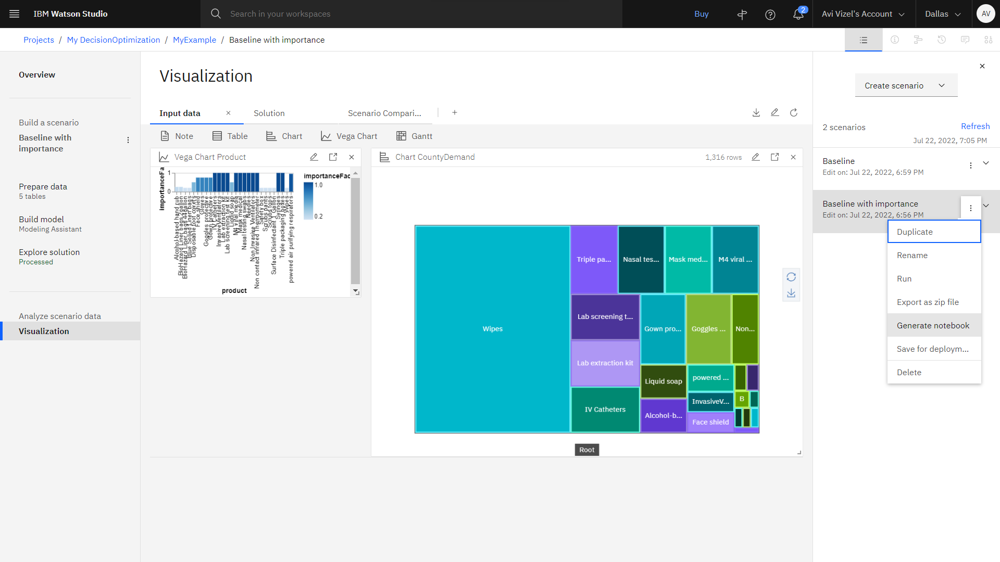 IBM Watson Studio
Search in your workspaces
Buy
2
Avi Vizel's Account
Dallas
AV
Projects / My DecisionOptimization / MyExample / Baseline with importance
Overview
Build a scenario
Baseline with
importance
Prepare data
5 tables
Build model
Modeling Assistant
Explore solution
Processed
Analyze scenario data
Visualization
Visualization
Input data
Solution
Scenario Compari...
Note
Table
Chart
Vega Chart
Gantt
Vega Chart Product
importanceFa
1
0
Alcohol-based hand rub
BioHazard Liner bags 2gallon
BioHazard Liner bags 44gallon
Blue Soiled Linen bags
Disposable foot covers
Face shield
Gloves
Goggles protective
Gown protective
IV Catheters
InvasiveVentilators
Lab extraction kit
Lab screening test kit
Liquid soap
M4 viral media
Mask medical
Nasal testing swabs
Needles
Non Invasive Ventilators
Non contact infrared Thermometer
Safety box
Scrubs pants
Scrubs tops
Surface Disinfectant 1 Gallon
Syringes
Triple packaging boxes
Wipes
powered air purifying respirators
product
importanceFac
1.0
0.2
Chart CountyDemand
1,316 rows
Wipes
Triple pa...
Nasal tes...
Mask med...
M4 viral ...
Lab screening t...
Gown pro...
Goggles ...
Non...
Lab extraction kit
Liquid soap
powered ...
InvasiveV...
B
IV Catheters
Alcohol-b...
Face shield
Root
Create scenario
2 scenarios
Refresh
Jul 22, 2022, 7:05 PM
Baseline
Edit on: Jul 22, 2022, 6:59 PM
Baseline with importance
Edit on: Jul 22, 2022, 6:56 PM
Duplicate
Rename
Run
Export as zip file
Generate notebook
Save for deploym...
Delete